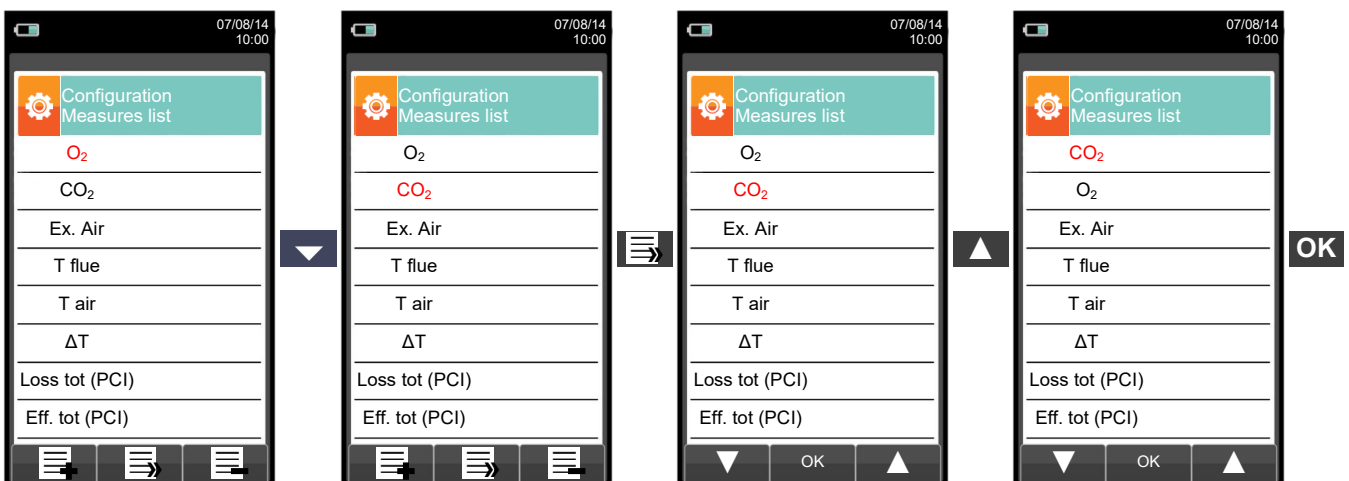 07/08/14
10:00
Configuration
Measures list
O₂
CO₂
Ex. Air
T flue
T air
ΔT
Loss tot (PCI)
Eff. tot (PCI)
07/08/14
10:00
Configuration
Measures list
O₂
CO₂
Ex. Air
T flue
T air
ΔT
Loss tot (PCI)
Eff. tot (PCI)
07/08/14
10:00
Configuration
Measures list
O₂
CO₂
Ex. Air
T flue
T air
ΔT
Loss tot (PCI)
Eff. tot (PCI)
OK
07/08/14
10:00
Configuration
Measures list
CO₂
O₂
Ex. Air
T flue
T air
ΔT
Loss tot (PCI)
Eff. tot (PCI)
OK
OK